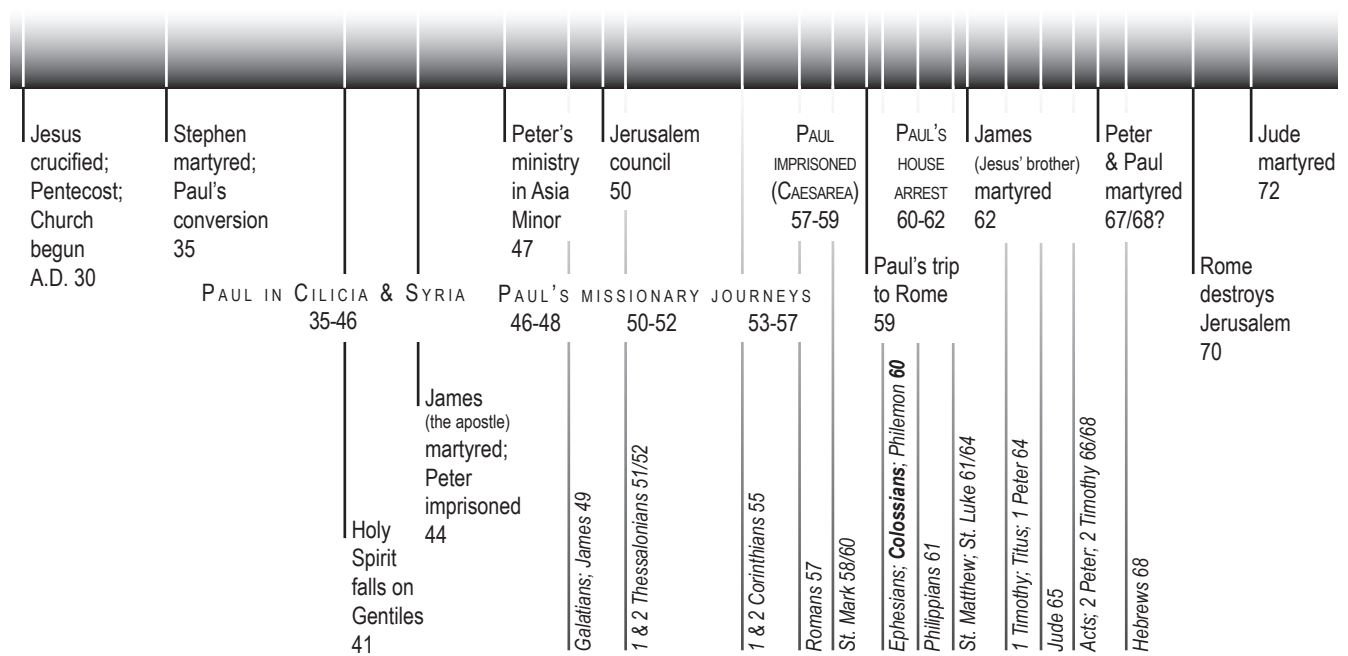 Jesus
crucified;
Pentecost;
Church
begun
A.D. 30
Stephen
martyred;
Paul's
conversion
35
Peter's
ministry
in Asia
Minor
47
Jerusalem
council
50
PAUL
IMPRISONED
(CAESAREA)
57-59
PAUL'S
HOUSE
ARREST
60-62
James
(Jesus' brother)
martyred
62
Peter
& Paul
martyred
67/68?
Jude
martyred
72
Paul's trip
to Rome
59
Rome
destroys
Jerusalem
70
PAUL IN CILICIA & SYRIA
35-46
PAUL'S MISSIONARY JOURNEYS
46-48 50-52 53-57
James
(the apostle)
martyred;
Peter
imprisoned
44
Holy
Spirit
falls on
Gentiles
41
Galatians; James 49
1 & 2 Thessalonians 51/52
1 & 2 Corinthians 55
Romans 57
St. Mark 58/60
Ephesians; Colossians; Philemon 60
Philippians 61
St. Matthew; St. Luke 61/64
1 Timothy; Titus; 1 Peter 64
Jude 65
Acts; 2 Peter; 2 Timothy 66/68
Hebrews 68